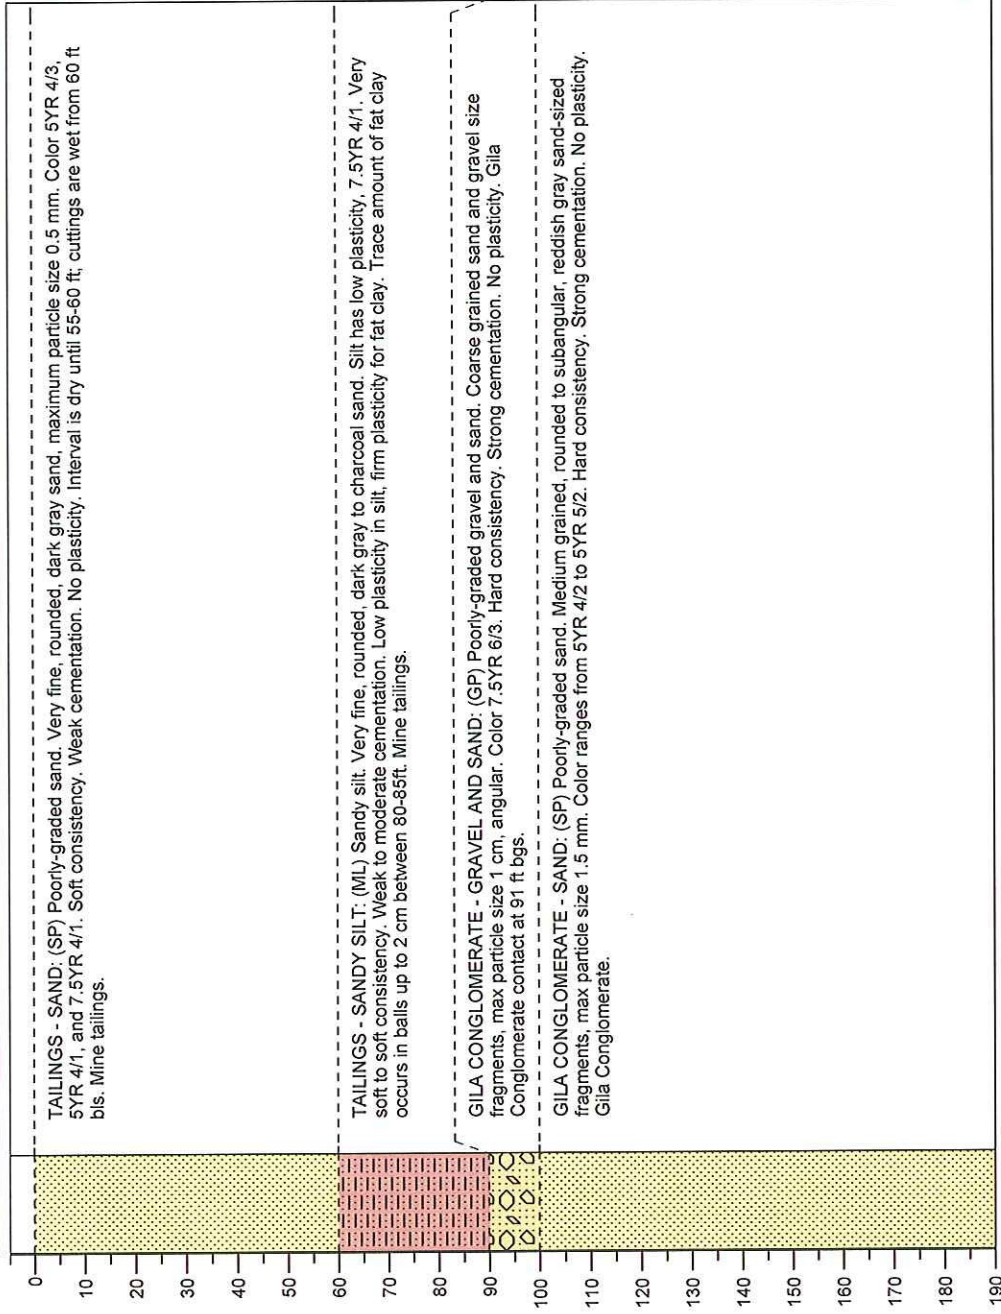 0
10
20
30
40
50
60
70
80
90
100
110
120
130
140
150
160
170
180
190
TAILINGS - SAND: (SP) Poorly-graded sand. Very fine, rounded, dark gray sand, maximum particle size 0.5 mm. Color 5YR 4/3,
5YR 4/1, and 7.5YR 4/1. Soft consistency. Weak cementation. No plasticity. Interval is dry until 55-60 ft; cuttings are wet from 60 ft
bls. Mine tailings.
TAILINGS - SANDY SILT: (ML) Sandy silt. Very fine, rounded, dark gray to charcoal sand. Silt has low plasticity, 7.5YR 4/1. Very
soft to soft consistency. Weak to moderate cementation. Low plasticity in silt, firm plasticity for fat clay. Trace amount of fat clay
occurs in balls up to 2 cm between 80-85ft. Mine tailings.
GILA CONGLOMERATE - GRAVEL AND SAND: (GP) Poorly-graded gravel and sand. Coarse grained sand and gravel size
fragments, max particle size 1 cm, angular. Color 7.5YR 6/3. Hard consistency. Strong cementation. No plasticity. Gila
Conglomerate contact at 91 ft bgs.
GILA CONGLOMERATE - SAND: (SP) Poorly-graded sand. Medium grained, rounded to subangular, reddish gray sand-sized
fragments, max particle size 1.5 mm. Color ranges from 5YR 4/2 to 5YR 5/2. Hard consistency. Strong cementation. No plasticity.
Gila Conglomerate.